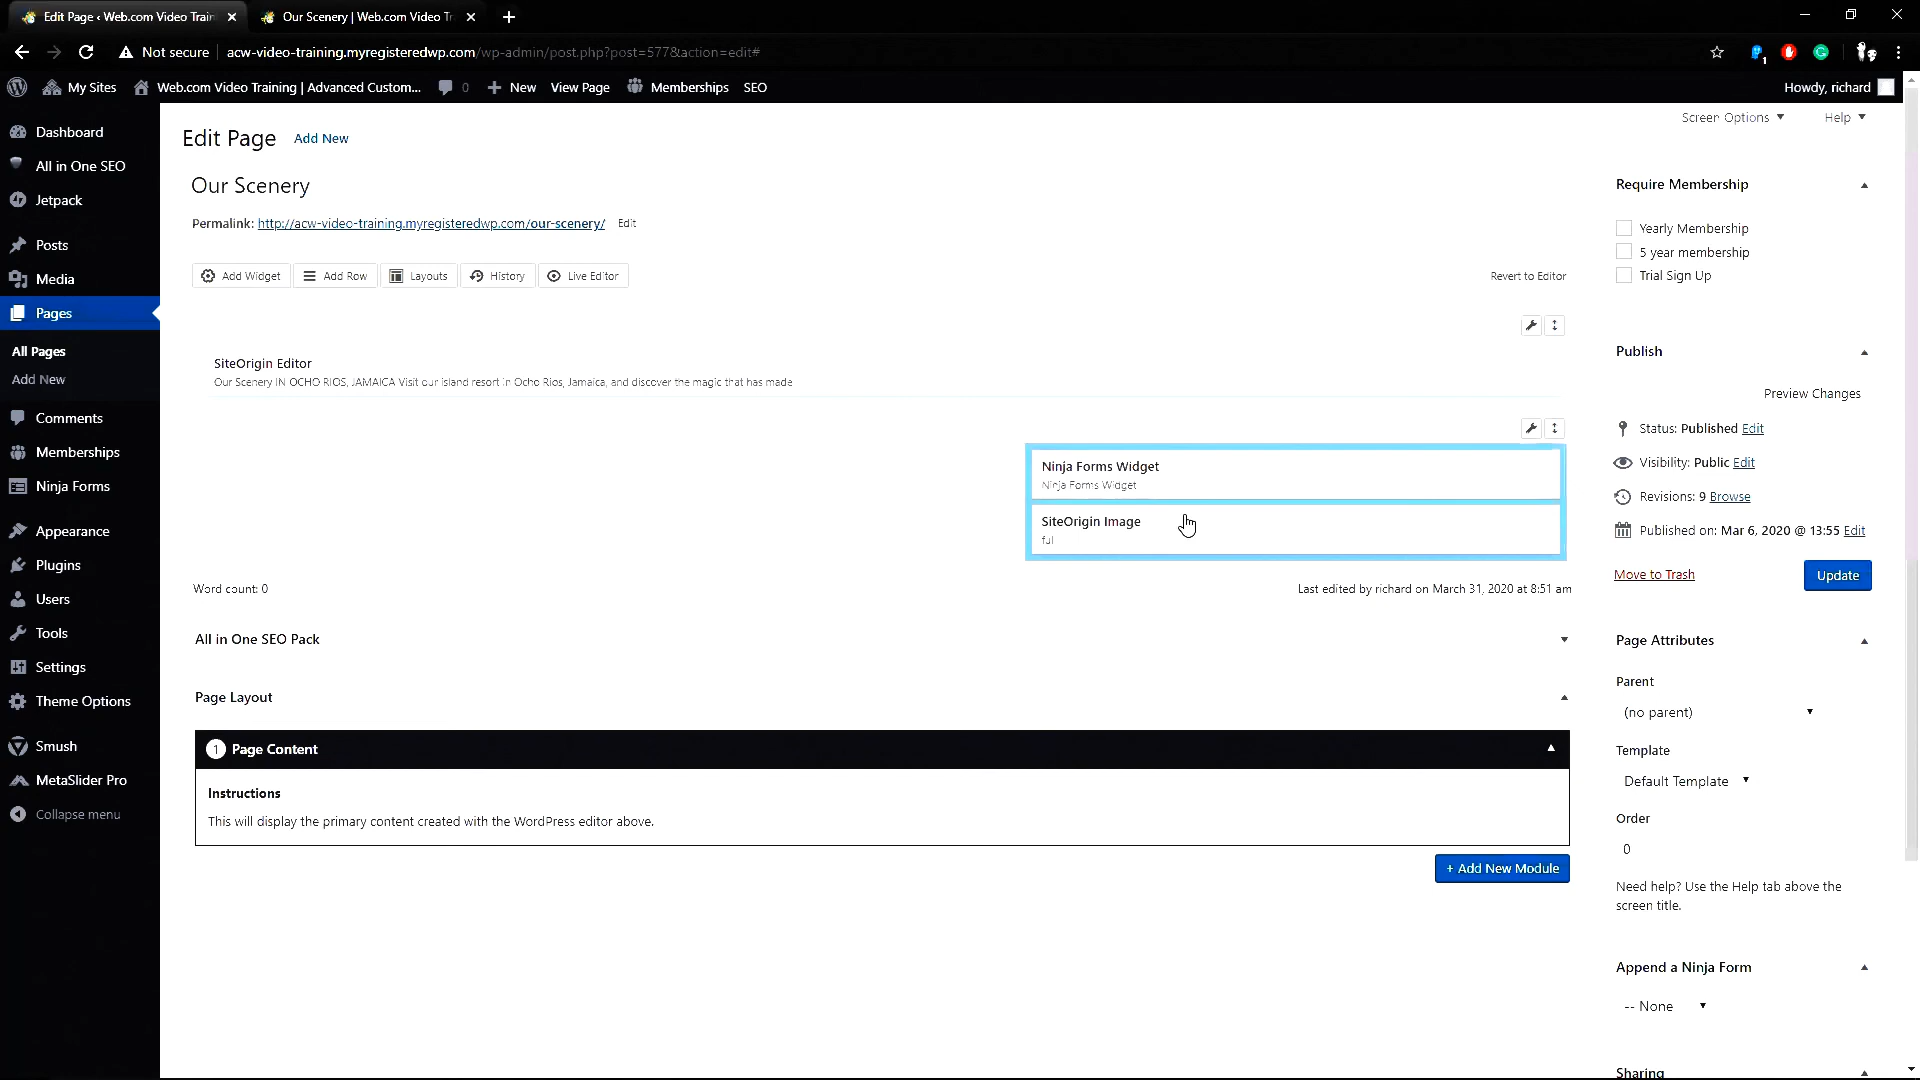 Edit Page ‹ Web.com Video Train
Our Scenery | Web.com Video Tr
Not secure
acw-video-training.myregisteredwp.com/wp-admin/post.php?post=577&action=edit#
1
My Sites
Web.com Video Training | Advanced Custom...
0
New
View Page
Memberships
SEO
Howdy, richard
Dashboard
All in One SEO
Jetpack
Posts
Media
Pages
All Pages
Add New
Comments
Memberships
Ninja Forms
Appearance
Plugins
Users
Tools
Settings
Theme Options
Smush
MetaSlider Pro
Collapse menu
Screen Options
Help
Edit Page
Add New
Our Scenery
Permalink: http://acw-video-training.myregisteredwp.com/our-scenery/ Edit
Add Widget
Add Row
Layouts
History
Live Editor
Revert to Editor
SiteOrigin Editor
Our Scenery IN OCHO RIOS, JAMAICA Visit our island resort in Ocho Rios, Jamaica, and discover the magic that has made
Ninja Forms Widget
Ninja Forms Widget
SiteOrigin Image
full
Word count: 0
Last edited by richard on March 31, 2020 at 8:51 am
All in One SEO Pack
Page Layout
1 Page Content
Instructions
This will display the primary content created with the WordPress editor above.
+ Add New Module
Require Membership
Yearly Membership
5 year membership
Trial Sign Up
Publish
Preview Changes
Status: Published Edit
Visibility: Public Edit
Revisions: 9 Browse
Published on: Mar 6, 2020 @ 13:55 Edit
Move to Trash
Update
Page Attributes
Parent
(no parent)
Template
Default Template
Order
0
Need help? Use the Help tab above the
screen title.
Append a Ninja Form
-- None
Sharing